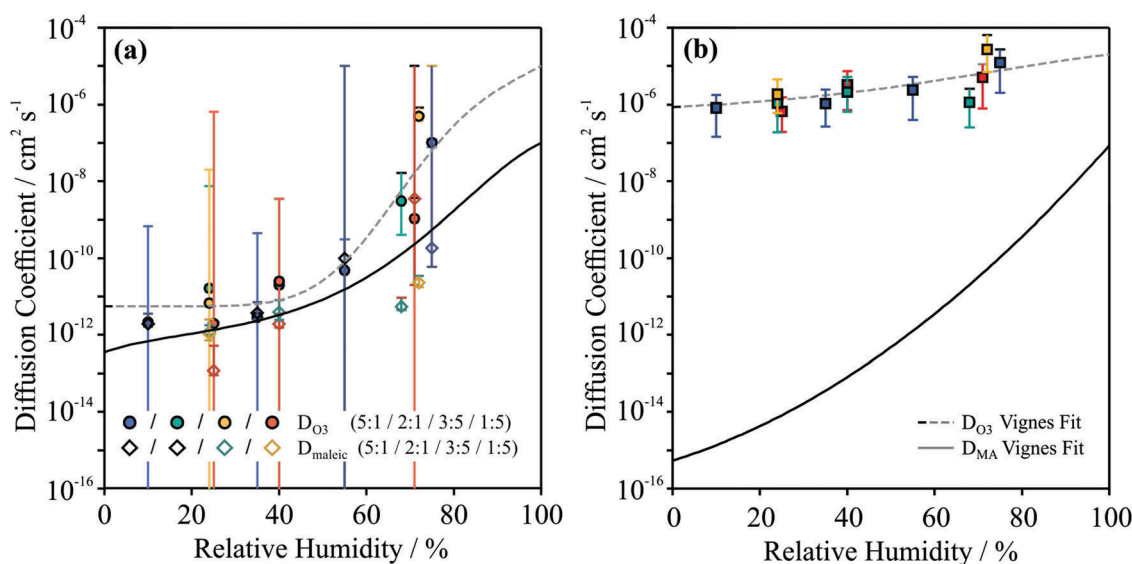 (a)
Diffusion Coefficient / cm² s⁻¹
10⁻⁴
10⁻⁶
10⁻⁸
10⁻¹⁰
10⁻¹²
10⁻¹⁴
10⁻¹⁶
/ / / D_O3 (5:1 / 2:1 / 3:5 / 1:5)
/ / / D_maleic (5:1 / 2:1 / 3:5 / 1:5)
0 20 40 60 80 100
Relative Humidity / %
(b)
Diffusion Coefficient / cm² s⁻¹
10⁻⁴
10⁻⁶
10⁻⁸
10⁻¹⁰
10⁻¹²
10⁻¹⁴
10⁻¹⁶
D_O3 Vignes Fit
D_MA Vignes Fit
0 20 40 60 80 100
Relative Humidity / %